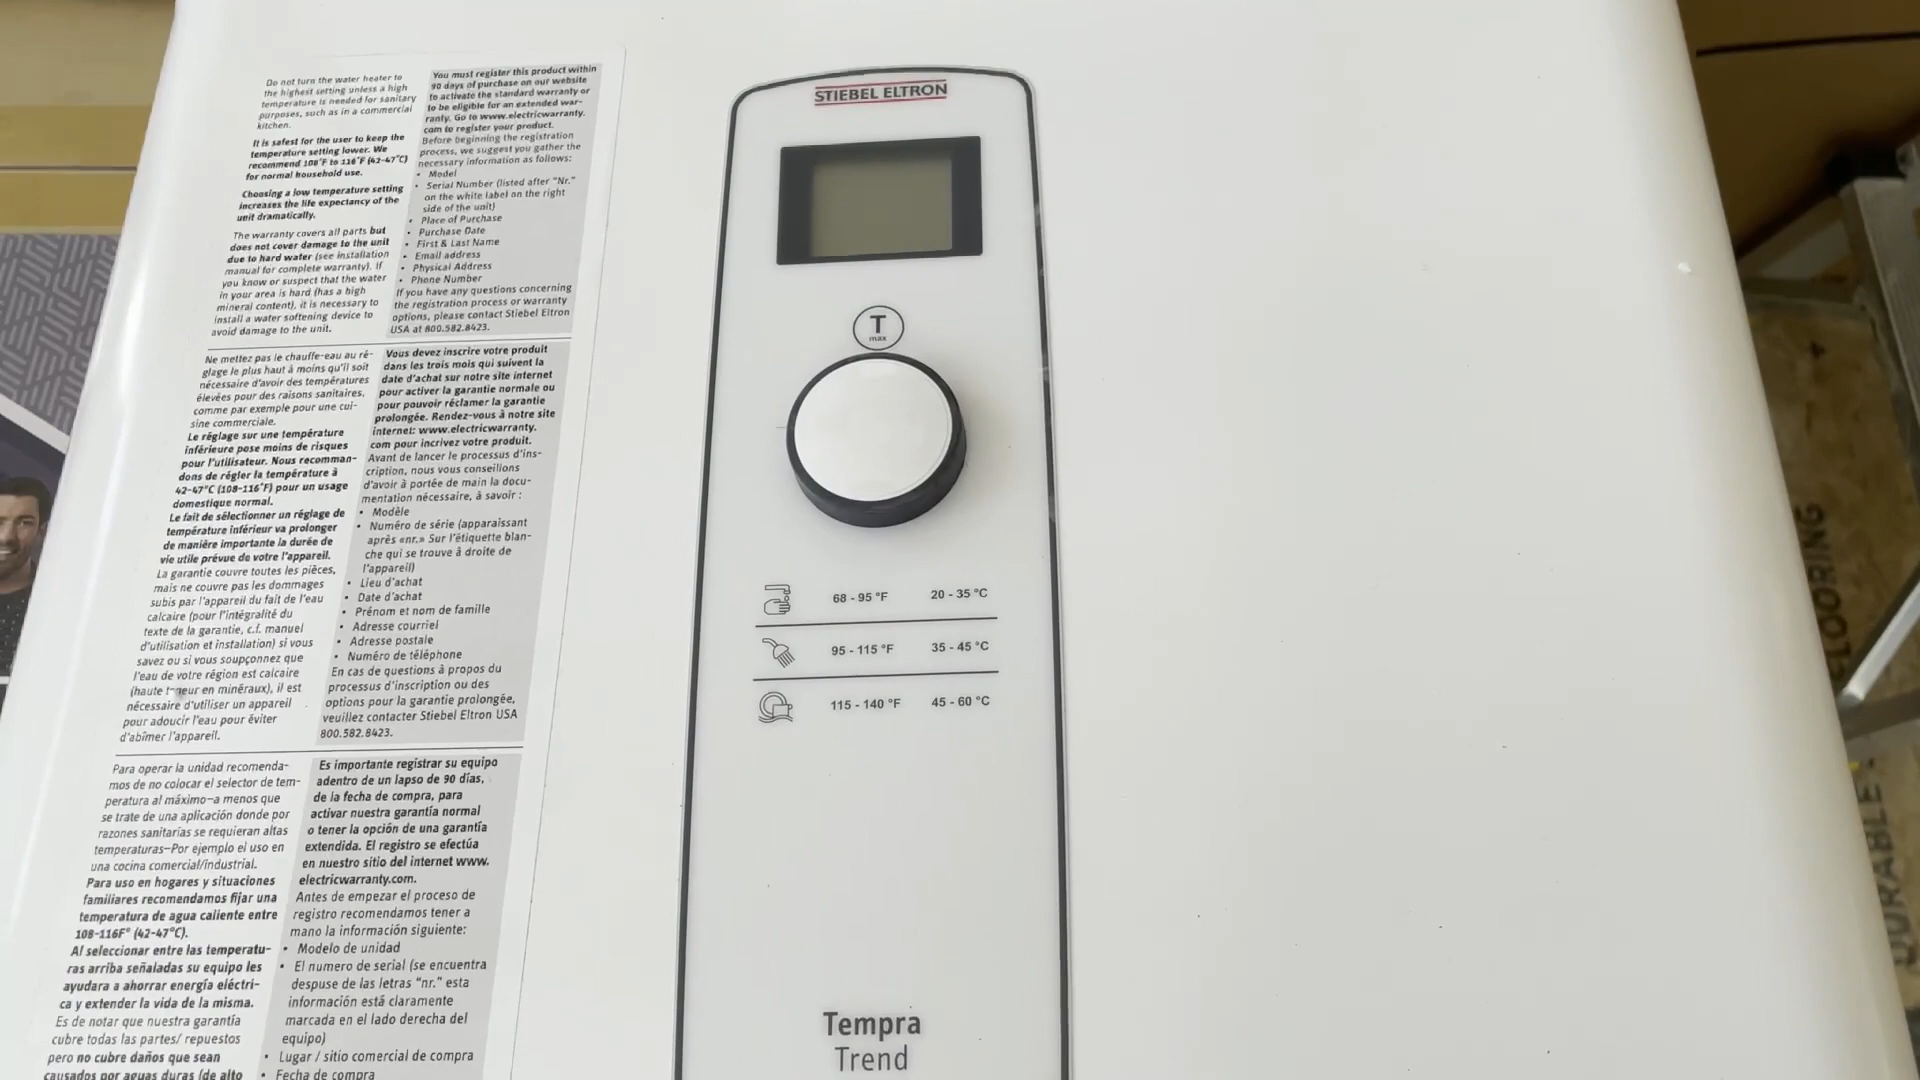 Do not turn the water heater to
the highest setting unless a high
temperature is needed for sanitary
purposes, such as in a commercial
kitchen.
It is safest for the user to keep the
temperature setting lower. We
recommend 108°F to 116°F (42-47°C)
for normal household use.
Choosing a low temperature setting
increases the life expectancy of the
unit dramatically.
The warranty covers all parts but
does not cover damage to the unit
due to hard water (see installation
manual for complete warranty). If
you know or suspect that the water
in your area is hard (has a high
mineral content), it is necessary to
install a water softening device to
avoid damage to the unit.
You must register this product within
90 days of purchase on our website
to activate the standard warranty or
to be eligible for an extended war-
ranty. Go to www.electricwarranty.
com to register your product.
Before beginning the registration
process, we suggest you gather the
necessary information as follows:
• Model
• Serial Number (listed after "Nr."
on the white label on the right
side of the unit)
• Place of Purchase
• Purchase Date
• First & Last Name
• Email address
• Physical Address
• Phone Number
If you have any questions concerning
the registration process or warranty
options, please contact Stiebel Eltron
USA at 800.582.8423.
Ne mettez pas le chauffe-eau au ré-
glage le plus haut à moins qu'il soit
nécessaire d'avoir des températures
élevées pour des raisons sanitaires,
comme par exemple pour une cui-
sine commerciale.
Le réglage sur une température
inférieure pose moins de risques
pour l'utilisateur. Nous recomman-
dons de régler la température à
42-47°C (108-116°F) pour un usage
domestique normal.
Le fait de sélectionner un réglage de
température inférieur va prolonger
de manière importante la durée de
vie utile prévue de votre l'appareil.
La garantie couvre toutes les pièces,
mais ne couvre pas les dommages
subis par l'appareil du fait de l'eau
calcaire (pour l'intégralité du
texte de la garantie, c.f. manuel
d'utilisation et installation) si vous
savez ou si vous soupçonnez que
l'eau de votre région est calcaire
(haute teneur en minéraux), il est
nécessaire d'utiliser un appareil
pour adoucir l'eau pour éviter
d'abîmer l'appareil.
Vous devez inscrire votre produit
dans les trois mois qui suivent la
date d'achat sur notre site internet
pour activer la garantie normale ou
pour pouvoir réclamer la garantie
prolongée. Rendez-vous à notre site
internet: www.electricwarranty.
com pour incrivez votre produit.
Avant de lancer le processus d'ins-
cription, nous vous conseillons
d'avoir à portée de main la docu-
mentation nécessaire, à savoir :
• Modèle
• Numéro de série (apparaissant
après «nr.» Sur l'étiquette blan-
che qui se trouve à droite de
l'appareil)
• Lieu d'achat
• Date d'achat
• Prénom et nom de famille
• Adresse courriel
• Adresse postale
• Numéro de téléphone
En cas de questions à propos du
processus d'inscription ou des
options pour la garantie prolongée,
veuillez contacter Stiebel Eltron USA
800.582.8423.
Para operar la unidad recomenda-
mos de no colocar el selector de tem-
peratura al máximo—a menos que
se trate de una aplicación donde por
razones sanitarías se requieran altas
temperaturas—Por ejemplo el uso en
una cocina comercial/industrial.
Para uso en hogares y situaciones
familiares recomendamos fijar una
temperatura de agua caliente entre
108-116F° (42-47°C).
Al seleccionar entre las temperatu-
ras arriba señaladas su equipo les
ayudara a ahorrar energía eléctri-
ca y extender la vida de la misma.
Es de notar que nuestra garantía
cubre todas las partes/ repuestos
pero no cubre daños que sean
causados por aguas duras (de alto
Es importante registrar su equipo
adentro de un lapso de 90 días,
de la fecha de compra, para
activar nuestra garantía normal
o tener la opción de una garantía
extendida. El registro se efectúa
en nuestro sitio del internet www.
electricwarranty.com.
Antes de empezar el proceso de
registro recomendamos tener a
mano la información siguiente:
• Modelo de unidad
• El numero de serial (se encuentra
despuse de las letras "nr." esta
información está claramente
marcada en el lado derecha del
equipo)
• Lugar / sitio comercial de compra
• Fecha de compra
STIEBEL ELTRON
T
max
68 - 95 °F 20 - 35 °C
95 - 115 °F 35 - 45 °C
115 - 140 °F 45 - 60 °C
Tempra
Trend
FLOORING
DURABLE